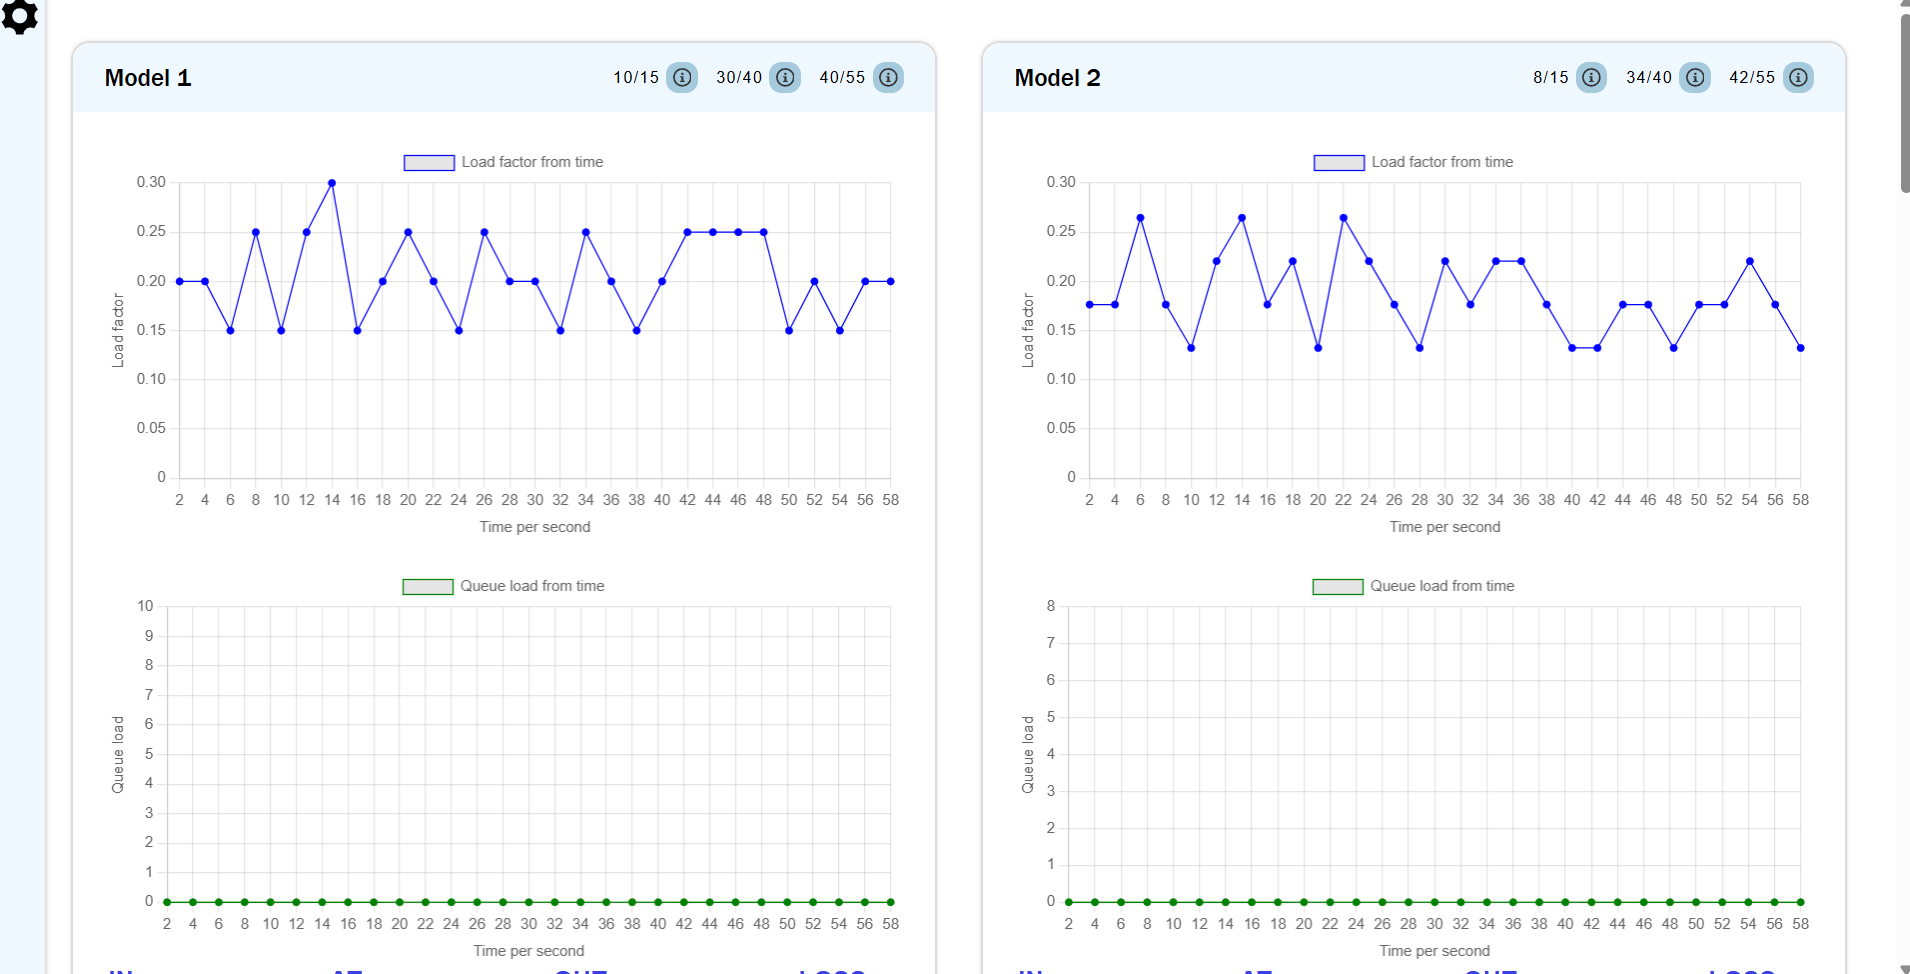 Model 1
10/15 30/40 40/55
Load factor from time
0.30
0.25
0.20
0.15
0.10
0.05
0
Load factor
2 4 6 8 10 12 14 16 18 20 22 24 26 28 30 32 34 36 38 40 42 44 46 48 50 52 54 56 58
Time per second
Queue load from time
10
9
8
7
6
5
4
3
2
1
0
Queue load
2 4 6 8 10 12 14 16 18 20 22 24 26 28 30 32 34 36 38 40 42 44 46 48 50 52 54 56 58
Time per second
Model 2
8/15 34/40 42/55
Load factor from time
0.30
0.25
0.20
0.15
0.10
0.05
0
Load factor
2 4 6 8 10 12 14 16 18 20 22 24 26 28 30 32 34 36 38 40 42 44 46 48 50 52 54 56 58
Time per second
Queue load from time
8
7
6
5
4
3
2
1
0
Queue load
2 4 6 8 10 12 14 16 18 20 22 24 26 28 30 32 34 36 38 40 42 44 46 48 50 52 54 56 58
Time per second